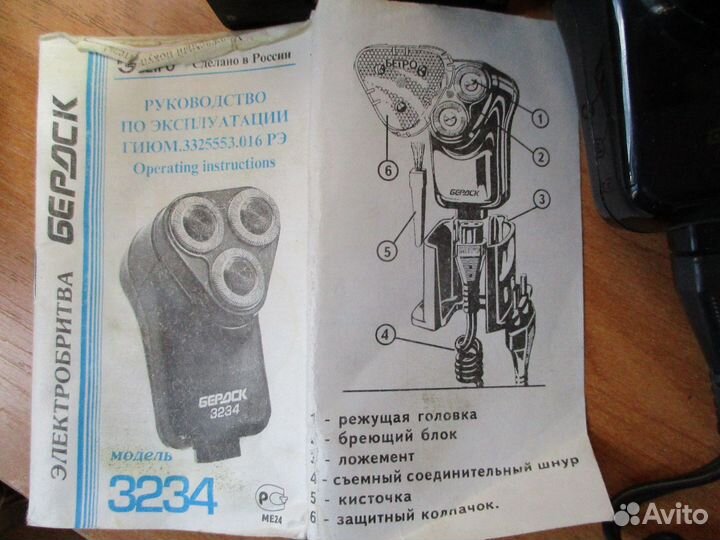 Сделано в России
РУКОВОДСТВО
ПО ЭКСПЛУАТАЦИИ
ГИЮМ.3325553.016 РЭ
Operating instructions
ЭЛЕКТРОБРИТВА БЕРДСК
БЕРДСК
3234
модель
3234
РС
МЕ24
БЕТРО
БЕРДСК
1
2
3
4
5
6
1 - режущая головка
2 - бреющий блок
3 - ложемент
4 - съемный соединительный шнур
5 - кисточка
6 - защитный колпачок.
Avito